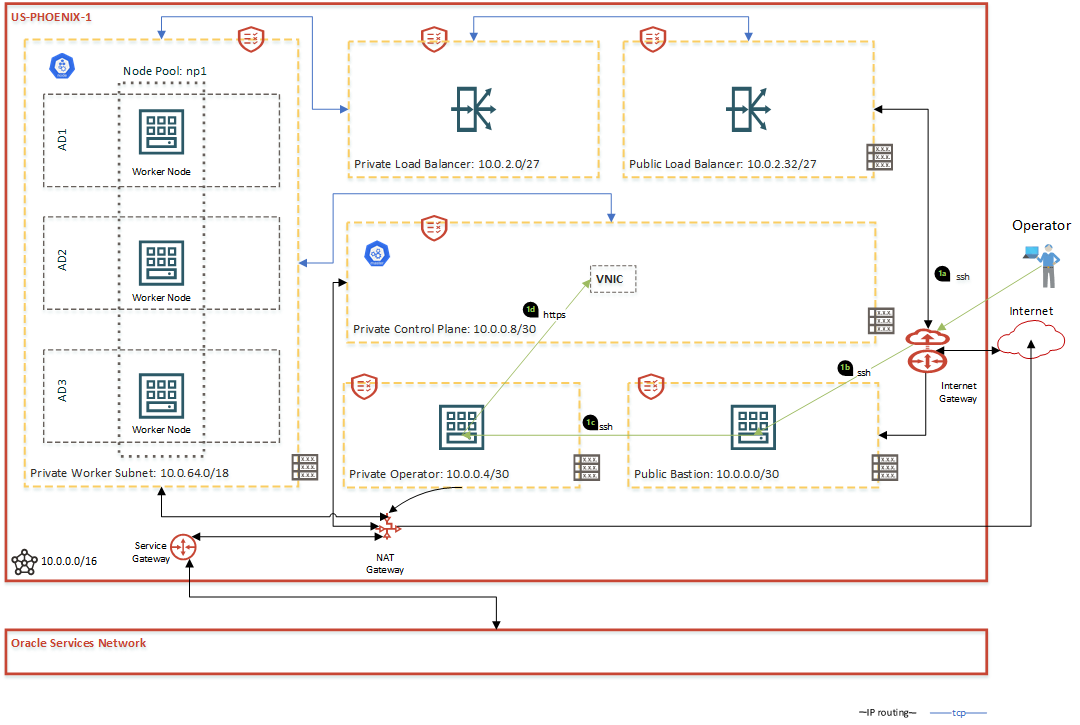 US-PHOENIX-1
Node Pool: np1
AD1
Worker Node
AD2
Worker Node
AD3
Worker Node
Private Worker Subnet: 10.0.64.0/18
Private Load Balancer: 10.0.2.0/27
Public Load Balancer: 10.0.2.32/27
X.X.X.
X.X.X.
X.X.X.
VNIC
1d
https
Private Control Plane: 10.0.0.8/30
X.X.X.
X.X.X.
X.X.X.
Operator
1a
ssh
Internet
1b
ssh
Internet
Gateway
1c
ssh
Private Operator: 10.0.0.4/30
X.X.X.
X.X.X.
X.X.X.
Public Bastion: 10.0.0.0/30
X.X.X.
X.X.X.
X.X.X.
X.X.X.
X.X.X.
X.X.X.
Service
Gateway
NAT
Gateway
10.0.0.0/16
Oracle Services Network
IP routing
tcp